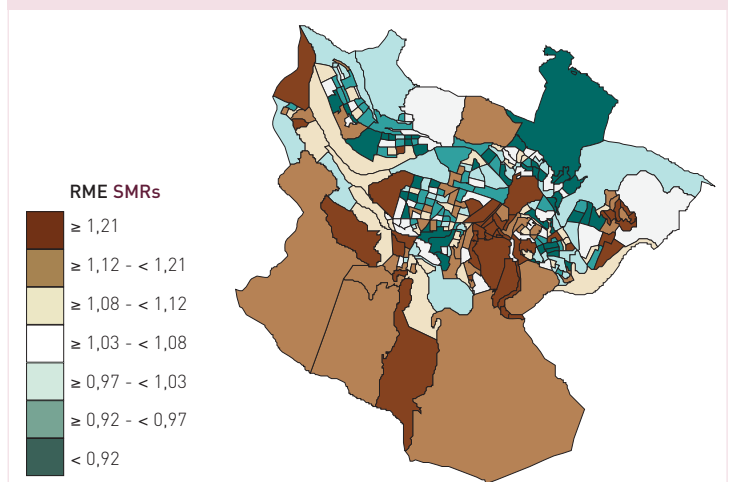 RME SMRs
≥ 1,21
≥ 1,12 - < 1,21
≥ 1,08 - < 1,12
≥ 1,03 - < 1,08
≥ 0,97 - < 1,03
≥ 0,92 - < 0,97
< 0,92